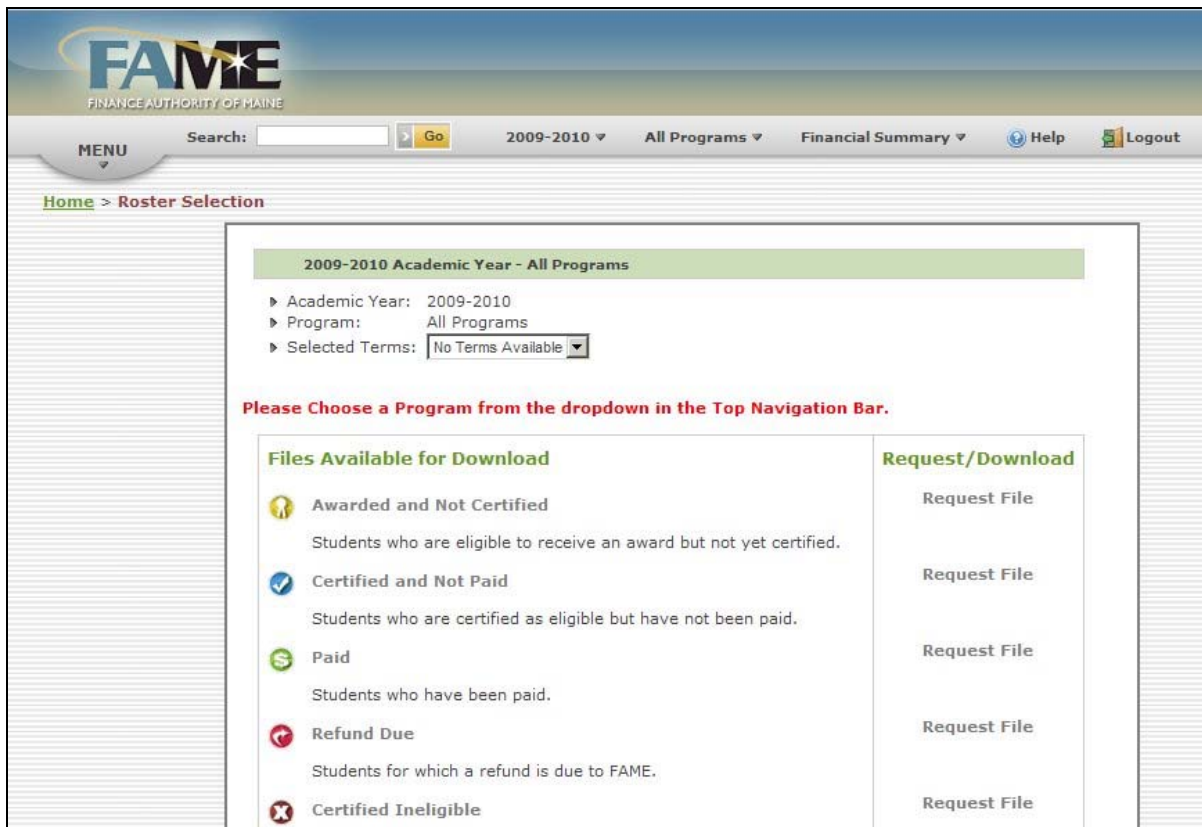 FAME
FINANCE AUTHORITY OF MAINE
MENU
Search: Go 2009-2010 All Programs Financial Summary Help Logout
Home > Roster Selection
2009-2010 Academic Year - All Programs
Academic Year: 2009-2010
Program: All Programs
Selected Terms: No Terms Available
Please Choose a Program from the dropdown in the Top Navigation Bar.
Files Available for Download Request/Download
Awarded and Not Certified Request File
Students who are eligible to receive an award but not yet certified.
Certified and Not Paid Request File
Students who are certified as eligible but have not been paid.
Paid Request File
Students who have been paid.
Refund Due Request File
Students for which a refund is due to FAME.
Certified Ineligible Request File